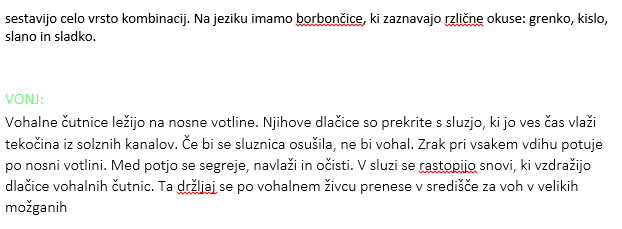 sestavijo celo vrsto kombinacij. Na jeziku imamo borbončice, ki zaznavajo rzlične okuse: grenko, kislo,
slano in sladko.
VONJ:
Vohalne čutnice ležijo na nosne votline. Njihove dlačice so prekrite s sluzjo, ki jo ves čas vlaži
tekočina iz solznih kanalov. Če bi se sluznica osušila, ne bi vohal. Zrak pri vsakem vdihu potuje
po nosni votlini. Med potjo se segreje, navlaži in očisti. V sluzi se rastopijo snovi, ki vzdražijo
dlačice vohalnih čutnic. Ta držljaj se po vohalnem živcu prenese v središče za voh v velikih
možganih